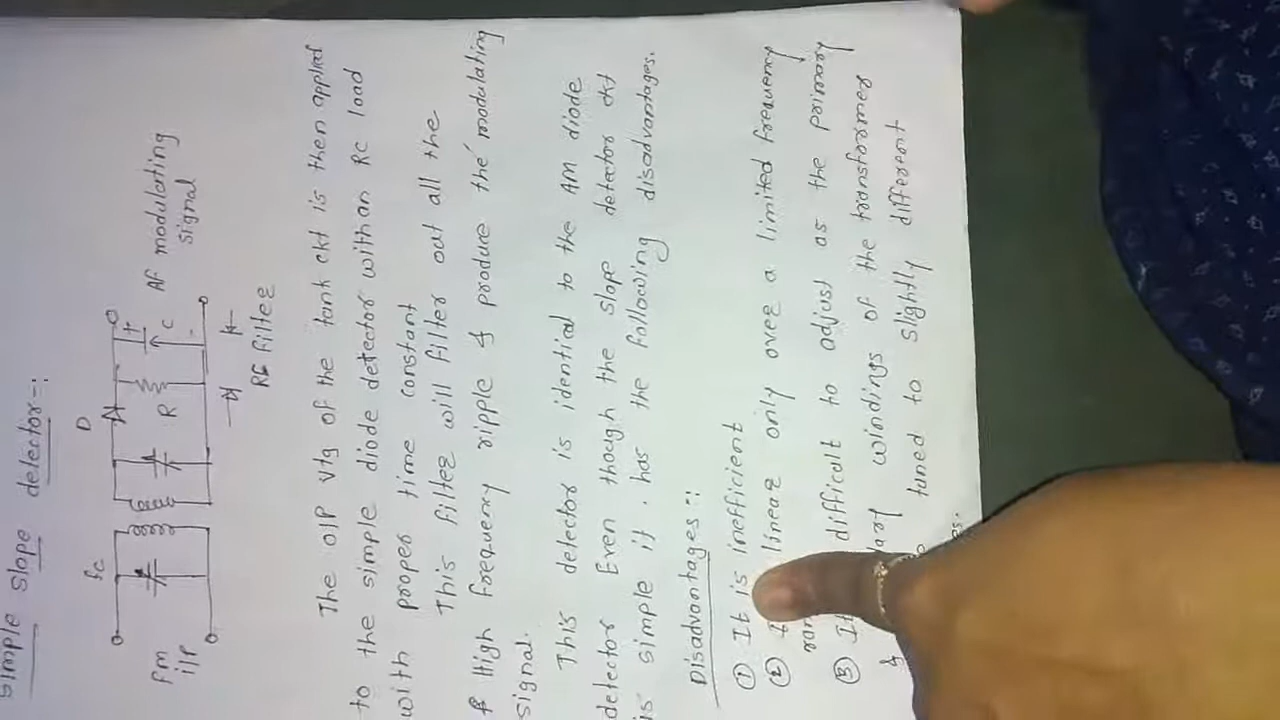 Simple slope detector-:
fc
D
Fm
i/p
R
C
AF modulating
signal
RC filter
The o/p vtg of the tank ckt is then applied
to the simple diode detector with an RC load
with proper time constant
This filter will filter out all the
& High frequency ripple & produce the modulating
signal.
This detector is identical to the AM diode
detector Even though the slope detector ckt
is simple it has the following disadvantages.
Disadvantages-:
① It is inefficient
② linear only over a limited frequency
③ It difficult to adjust as the primary
& windings of the transformer
tuned to slightly different